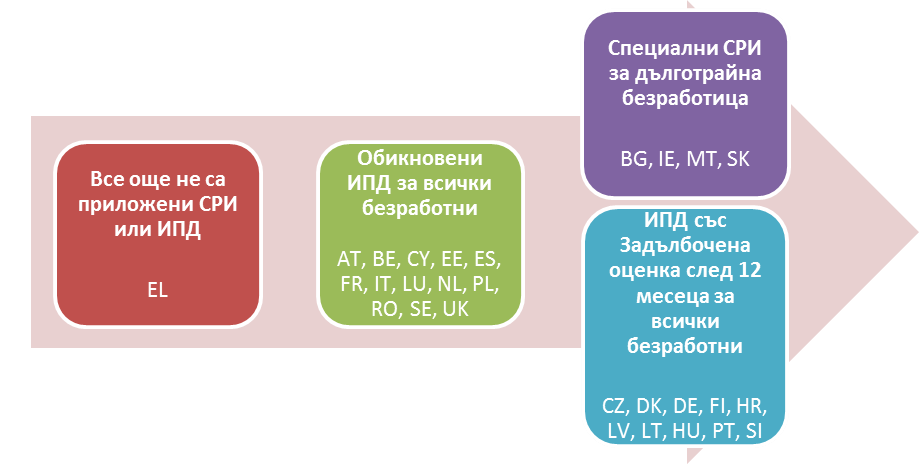 Все още не са
приложени СРИ
или ИПД
EL
Обикновени
ИПД за всички
безработни
AT, BE, CY, EE, ES,
FR, IT, LU, NL, PL,
RO, SE, UK
Специални СРИ
за дълготрайна
безработица
BG, IE, MT, SK
ИПД със
Задълбочена
оценка след 12
месеца за
всички
безработни
CZ, DK, DE, FI, HR,
LV, LT, HU, PT, SI